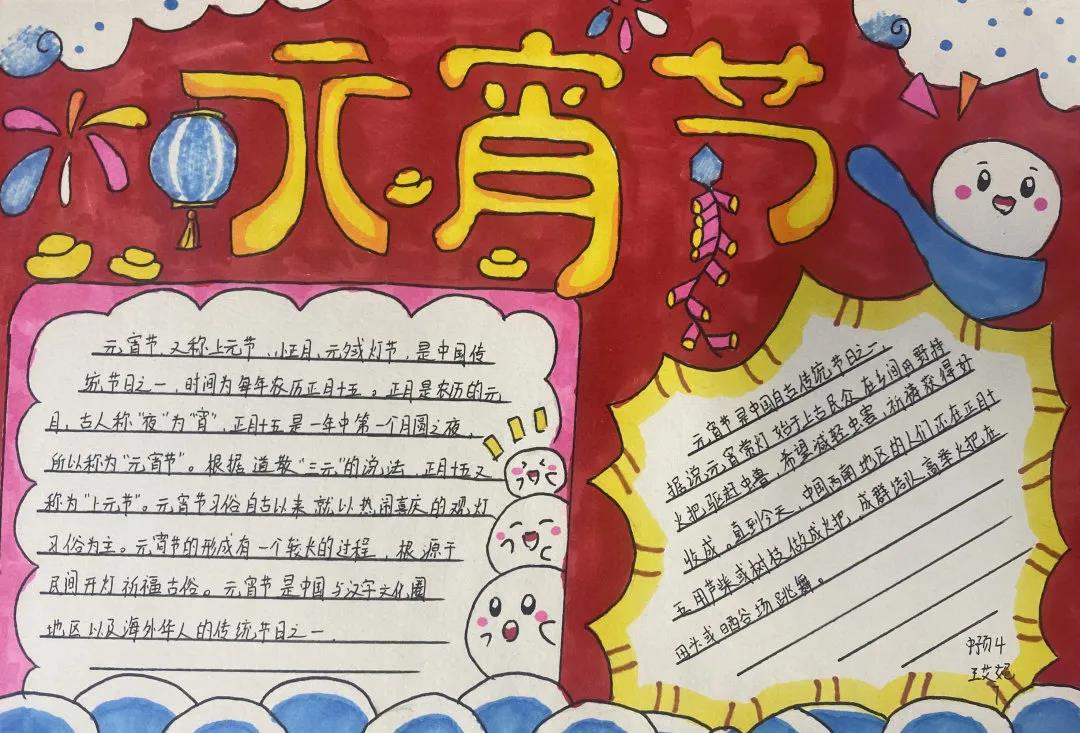 元宵节
元宵节，又称上元节、小正月、元夕或灯节，是中国传
统节日之一，时间为每年农历正月十五。正月是农历的元
月，古人称"夜"为"宵"，正月十五是一年中第一个月圆之夜，
所以称为"元宵节"。根据道教"三元"的说法，正月十五又
称为"上元节"。元宵节习俗自古以来就以热闹喜庆的观灯
习俗为主。元宵节的形成有一个较长的过程，根源于
民间开灯祈福古俗。元宵节是中国与汉字文化圈
地区以及海外华人的传统节日之一.
元宵节是中国自古传统节日之一，
据说元宵赏灯始于上古民众在乡间田野持
火把驱赶虫兽，希望减轻虫害，祈祷获得好
收成。直到今天，中国西南地区的人们还在正月十
五用芦柴或树枝做成火把，成群结队高举火把在
田头或晒谷场跳舞。
王艾妮